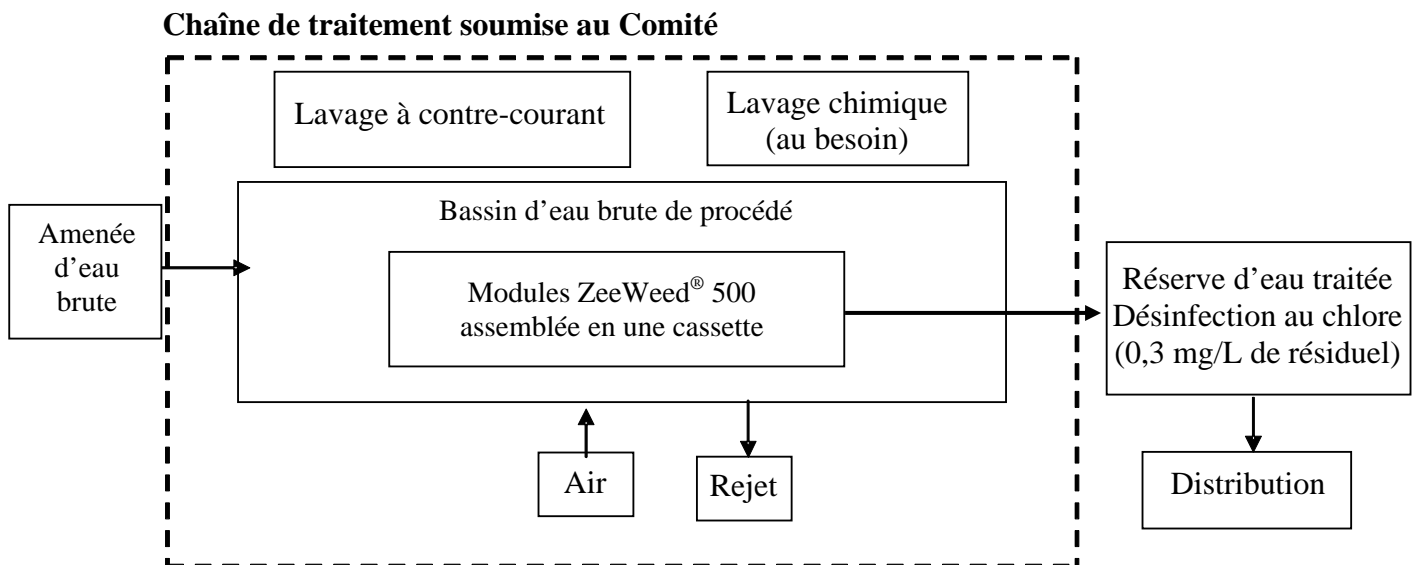 Chaîne de traitement soumise au Comité
Lavage à contre-courant
Lavage chimique
(au besoin)
Bassin d'eau brute de procédé
Amenée
d'eau
brute
Modules ZeeWeed® 500
assemblée en une cassette
Réserve d'eau traitée
Désinfection au chlore
(0,3 mg/L de résiduel)
Air
Rejet
Distribution